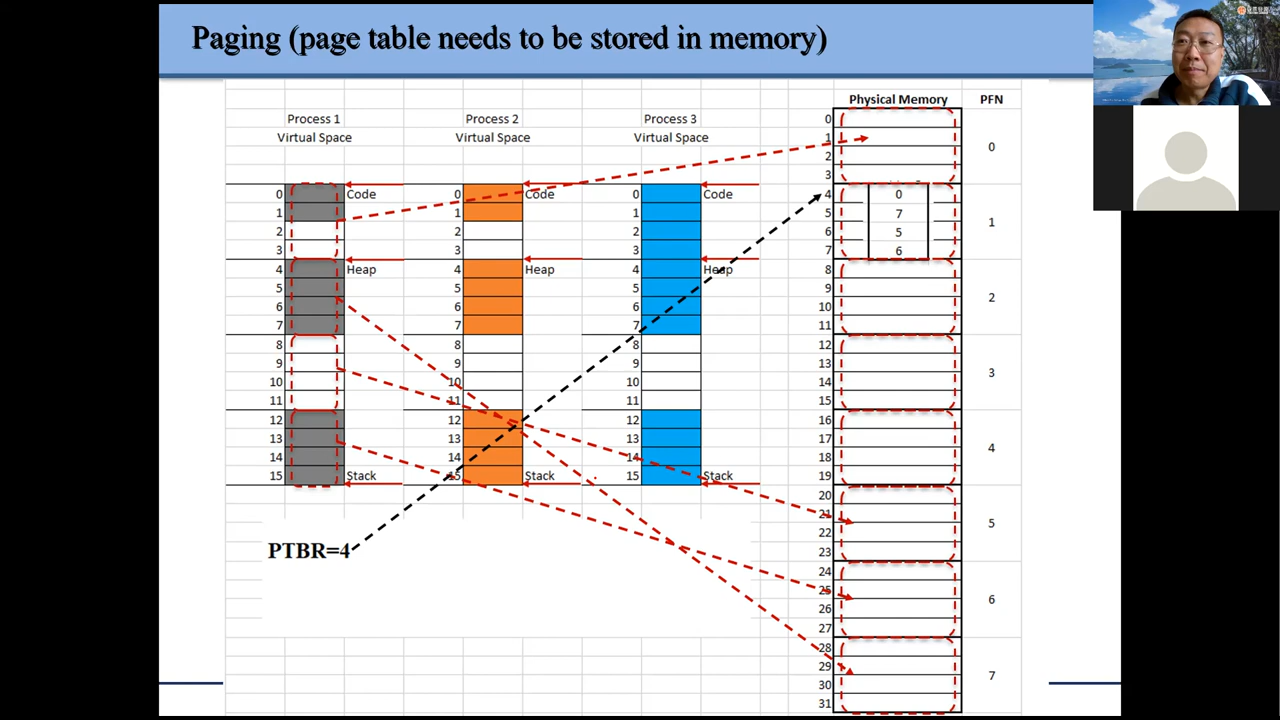 Paging (page table needs to be stored in memory)
Physical Memory PFN
Process 1 Process 2 Process 3
Virtual Space Virtual Space Virtual Space
0
1
2
3
0
0 Code 0 Code 0 Code 4 0
1 1 1 5 7
2 2 2 6 5
3 3 3 7 6
1
4 Heap 4 Heap 4 Heap 8
5 5 5 9
6 6 6 10
7 7 7 11
2
8 8 8 12
9 9 9 13
10 10 10 14
11 11 11 15
3
12 12 12 16
13 13 13 17
14 14 14 18
15 Stack 15 Stack 15 Stack 19
4
20
21
22
23
5
PTBR=4
24
25
26
27
6
28
29
30
31
7